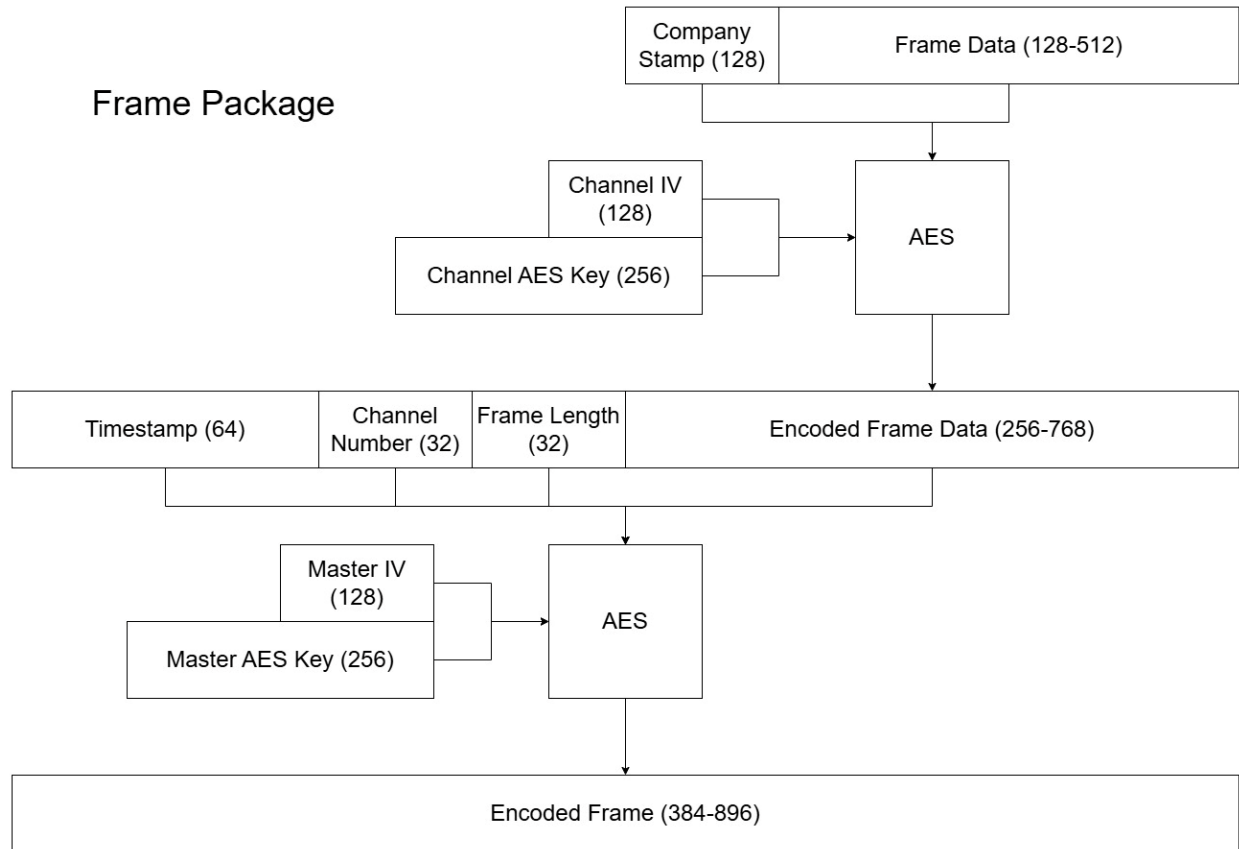 Company
Stamp (128)
Frame Data (128-512)
Frame Package
Channel IV
(128)
AES
Channel AES Key (256)
Timestamp (64)
Channel
Number (32)
Frame Length
(32)
Encoded Frame Data (256-768)
Master IV
(128)
AES
Master AES Key (256)
Encoded Frame (384-896)